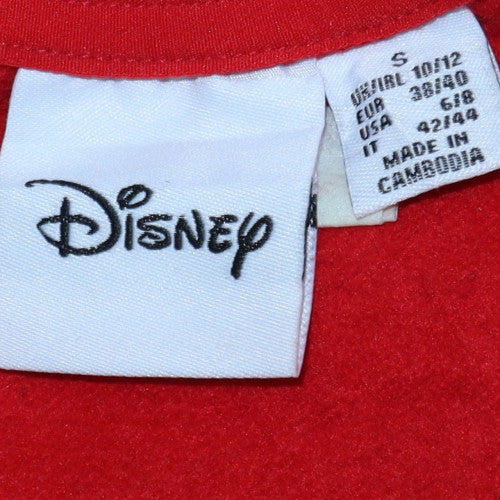 Disney
S
UK/IRL 10/12
EUR 38/40
USA 6/8
IT 42/44
MADE IN
CAMBODIA